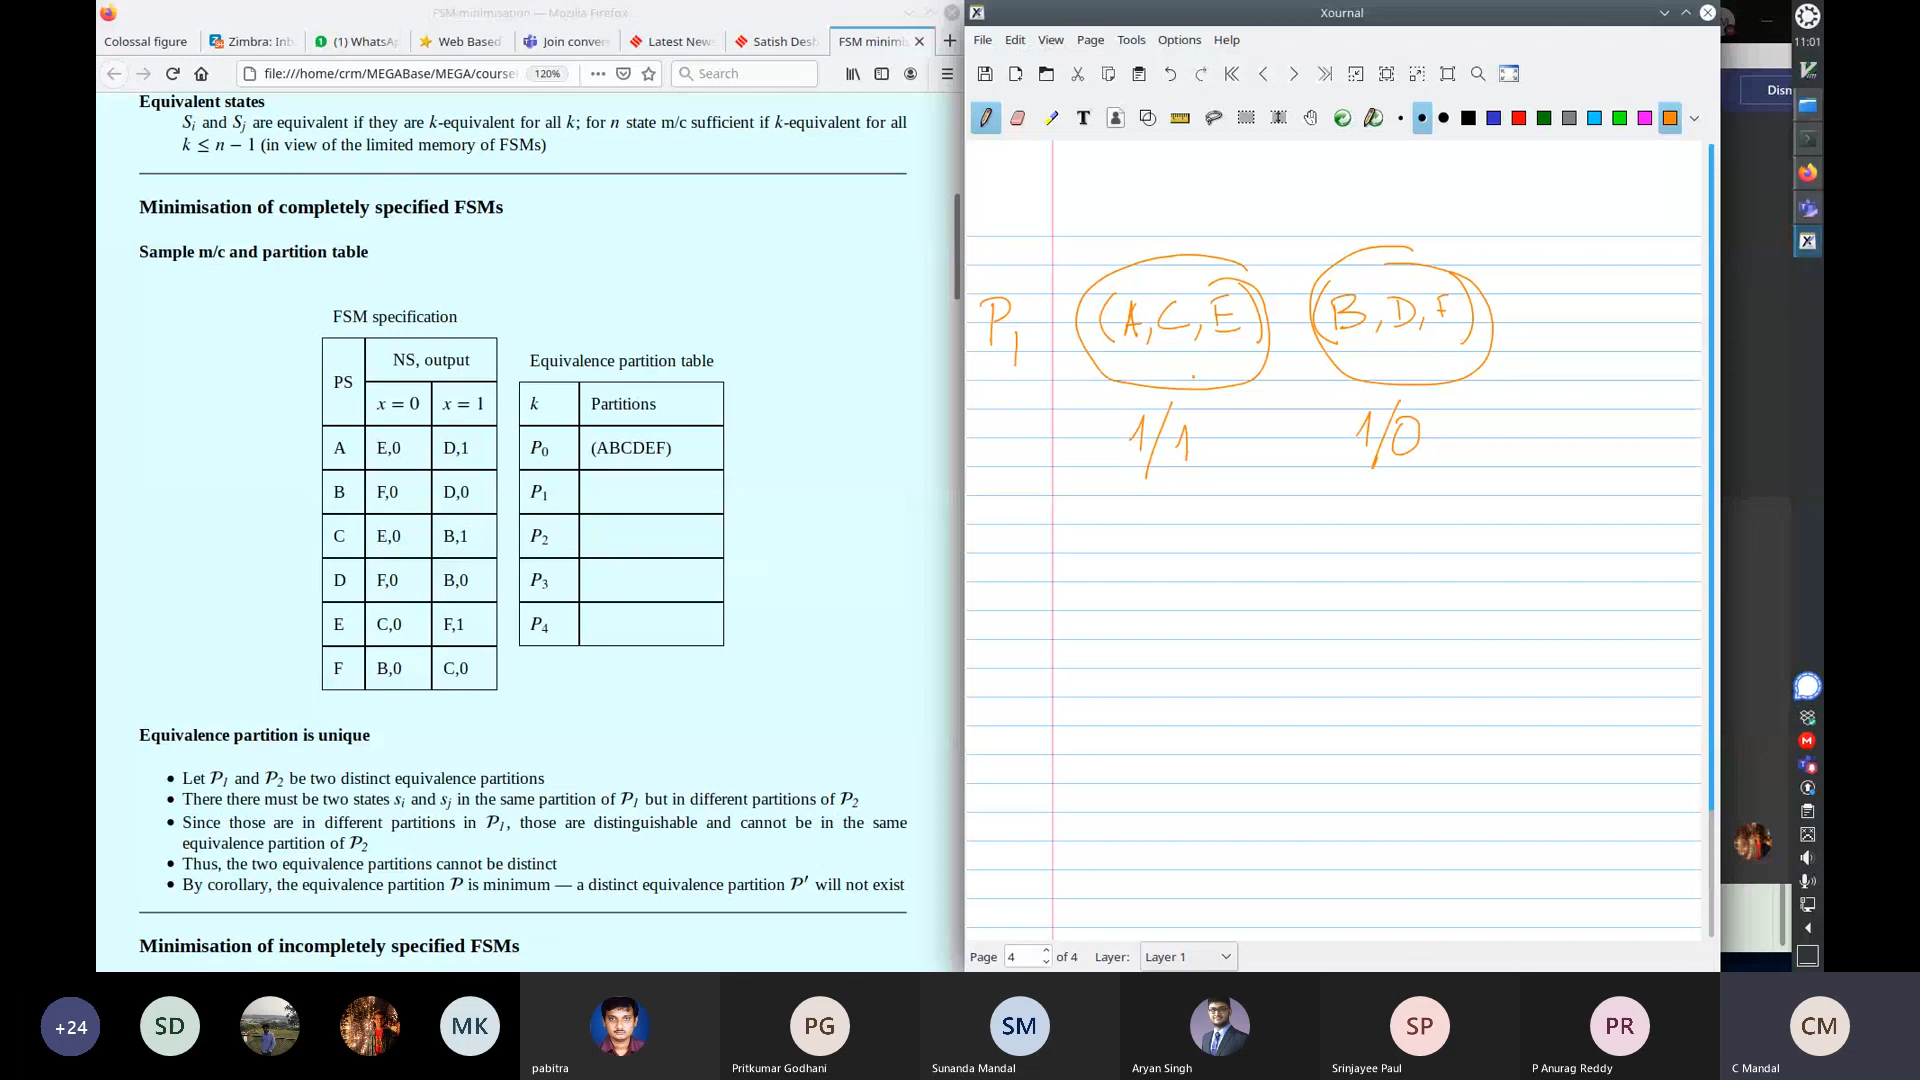 FSM minimisation — Mozilla Firefox
Colossal figure
Zimbra: Inb
(1) WhatsA
Web Based
Join conver
Latest News
Satish Desh
FSM minimis
file:///home/crm/MEGABase/MEGA/course
120%
Search
Equivalent states
Si and Sj are equivalent if they are k-equivalent for all k; for n state m/c sufficient if k-equivalent for all
k ≤ n − 1 (in view of the limited memory of FSMs)
Minimisation of completely specified FSMs
Sample m/c and partition table
FSM specification
PS NS, output
x = 0 x = 1
A E,0 D,1
B F,0 D,0
C E,0 B,1
D F,0 B,0
E C,0 F,1
F B,0 C,0
Equivalence partition table
k Partitions
P0 (ABCDEF)
P1
P2
P3
P4
Equivalence partition is unique
• Let P1 and P2 be two distinct equivalence partitions
• There there must be two states si and sj in the same partition of P1 but in different partitions of P2
• Since those are in different partitions in P1, those are distinguishable and cannot be in the same
equivalence partition of P2
• Thus, the two equivalence partitions cannot be distinct
• By corollary, the equivalence partition P is minimum — a distinct equivalence partition P′ will not exist
Minimisation of incompletely specified FSMs
Xournal
File Edit View Page Tools Options Help
P1 (A,C,E) (B,D,F)
1/1 1/0
Page 4 of 4 Layer: Layer 1
11:01
Disn
+24
SD
MK
pabitra
PG
Pritkumar Godhani
SM
Sunanda Mandal
Aryan Singh
SP
Srinjayee Paul
PR
P Anurag Reddy
CM
C Mandal